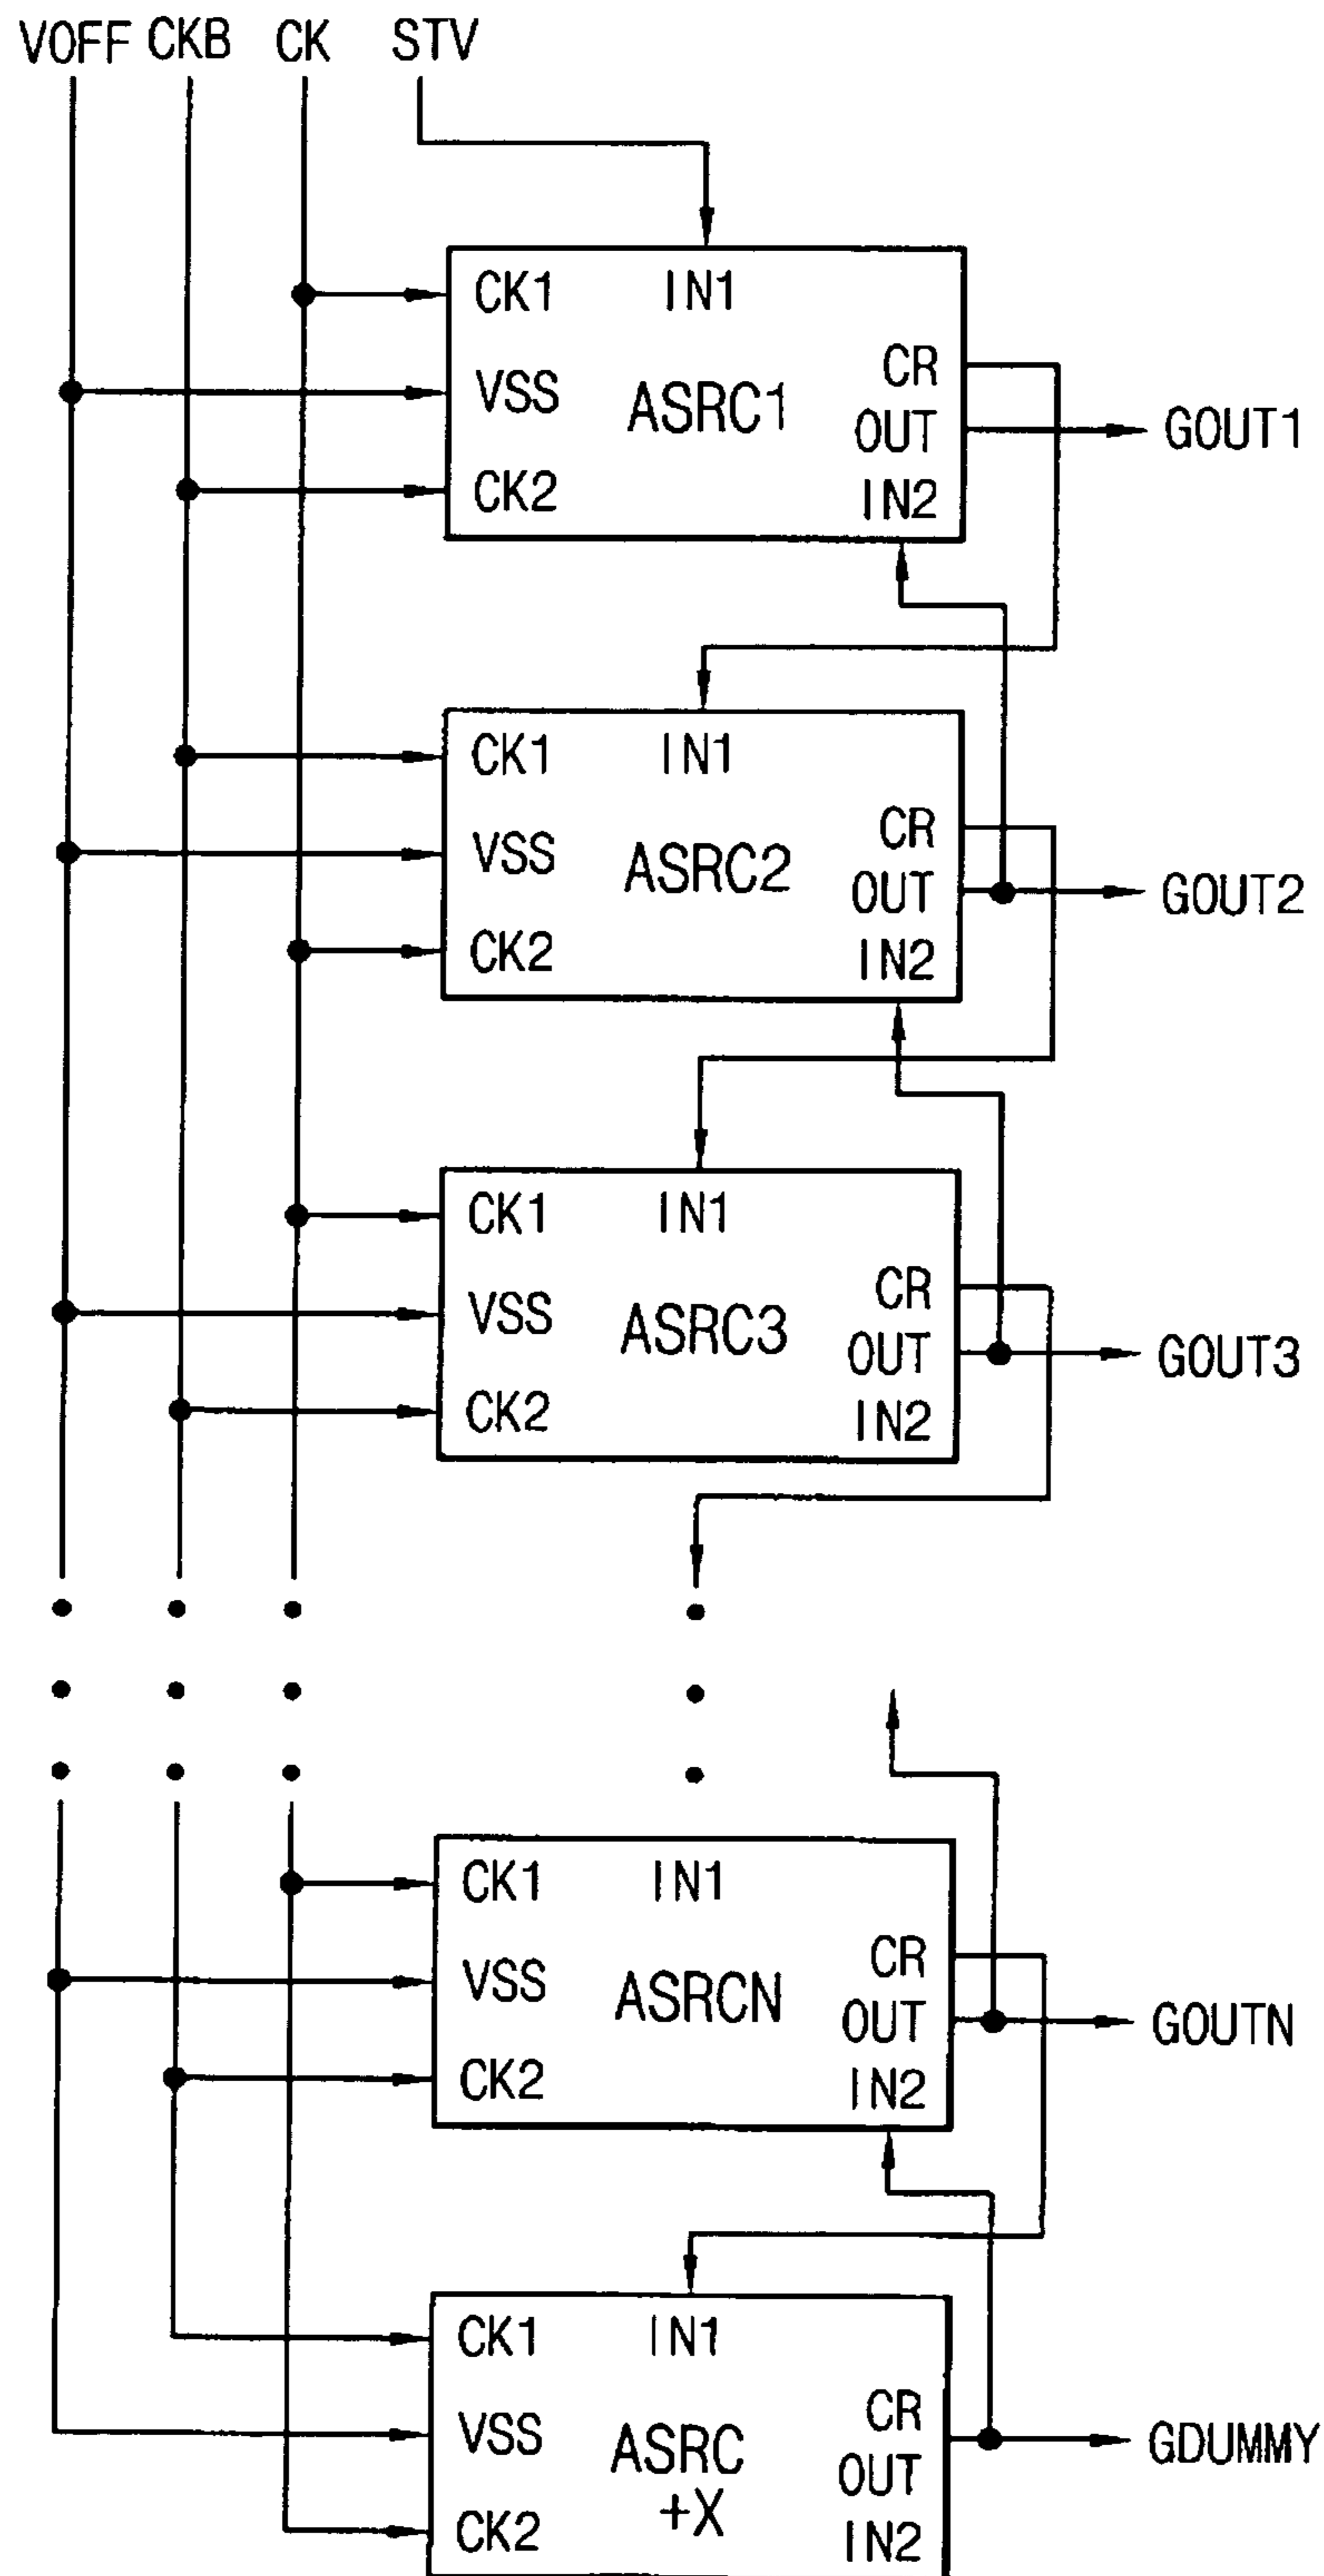 VOFF CKB CK STV
CK1 IN1
CR
VSS ASRC1
OUT GOUT1
CK2 IN2
CK1 IN1
CR
VSS ASRC2
OUT GOUT2
CK2 IN2
CK1 IN1
CR
VSS ASRC3
OUT GOUT3
CK2 IN2
CK1 IN1
CR
VSS ASRCN
OUT GOUTN
CK2 IN2
CK1 IN1
CR
VSS ASRC GDUMMY
OUT
+X
CK2 IN2